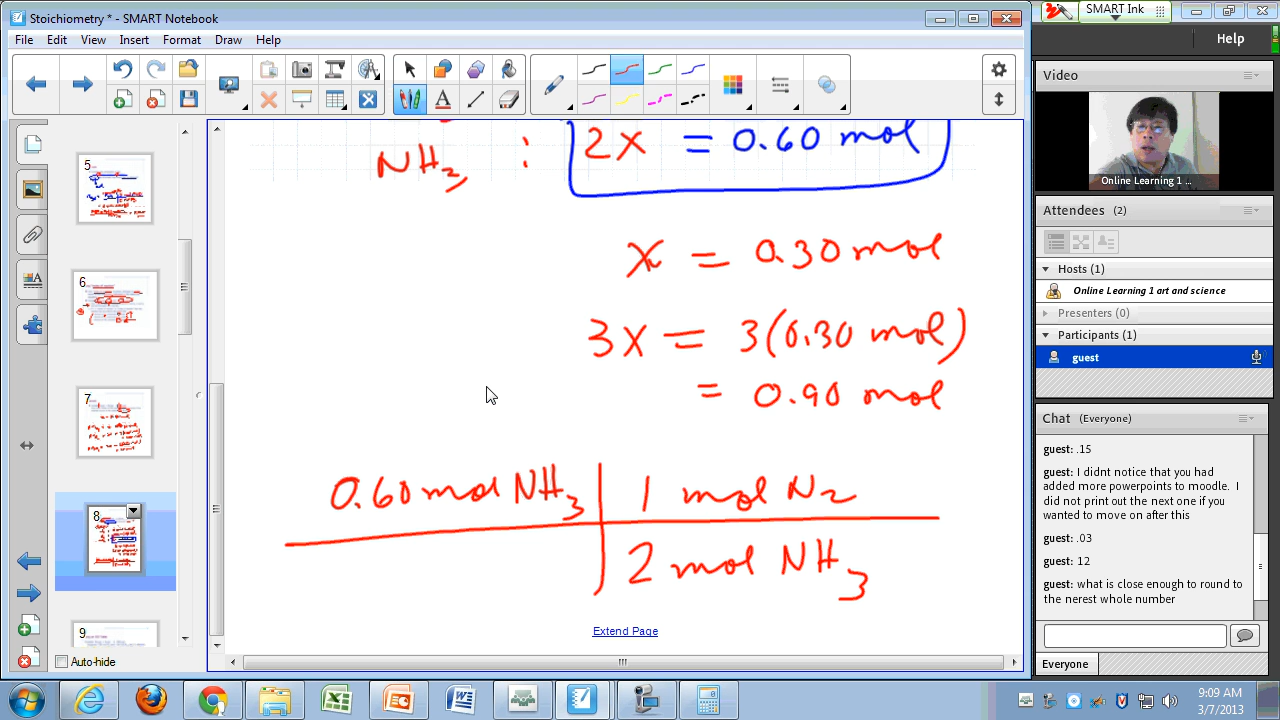 Stoichiometry * - SMART Notebook
SMART Ink
File Edit View Insert Format Draw Help
Help
5
6
7
8
9
Auto-hide
NH3 : 2x = 0.60 mol
x = 0.30 mol
3x = 3(0.30 mol)
= 0.90 mol
0.60 mol NH3 | 1 mol N2
2 mol NH3
Extend Page
Video
Online Learning 1 ...
Attendees (2)
Hosts (1)
Online Learning 1 art and science
Presenters (0)
Participants (1)
guest
Chat (Everyone)
guest: .15
guest: I didnt notice that you had
added more powerpoints to moodle. I
did not print out the next one if you
wanted to move on after this
guest: .03
guest: 12
guest: what is close enough to round to
the nerest whole number
Everyone
9:09 AM
3/7/2013